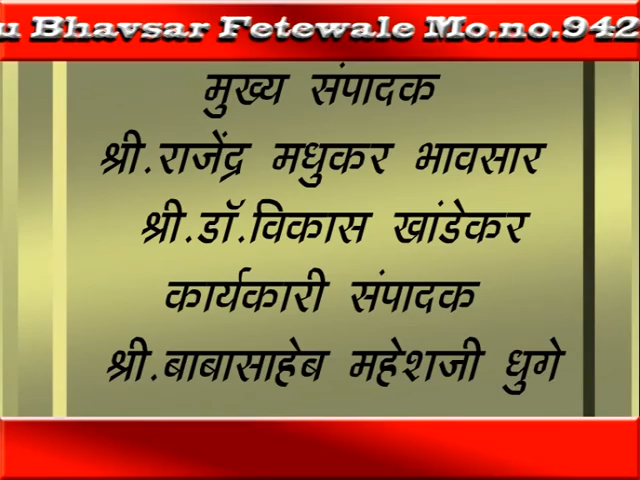 u Bhavsar Fetewale Mo.no.942
मुख्य संपादक
श्री.राजेंद्र मधुकर भावसार
श्री.डॉ.विकास खांडेकर
कार्यकारी संपादक
श्री.बाबासाहेब महेशजी धुगे